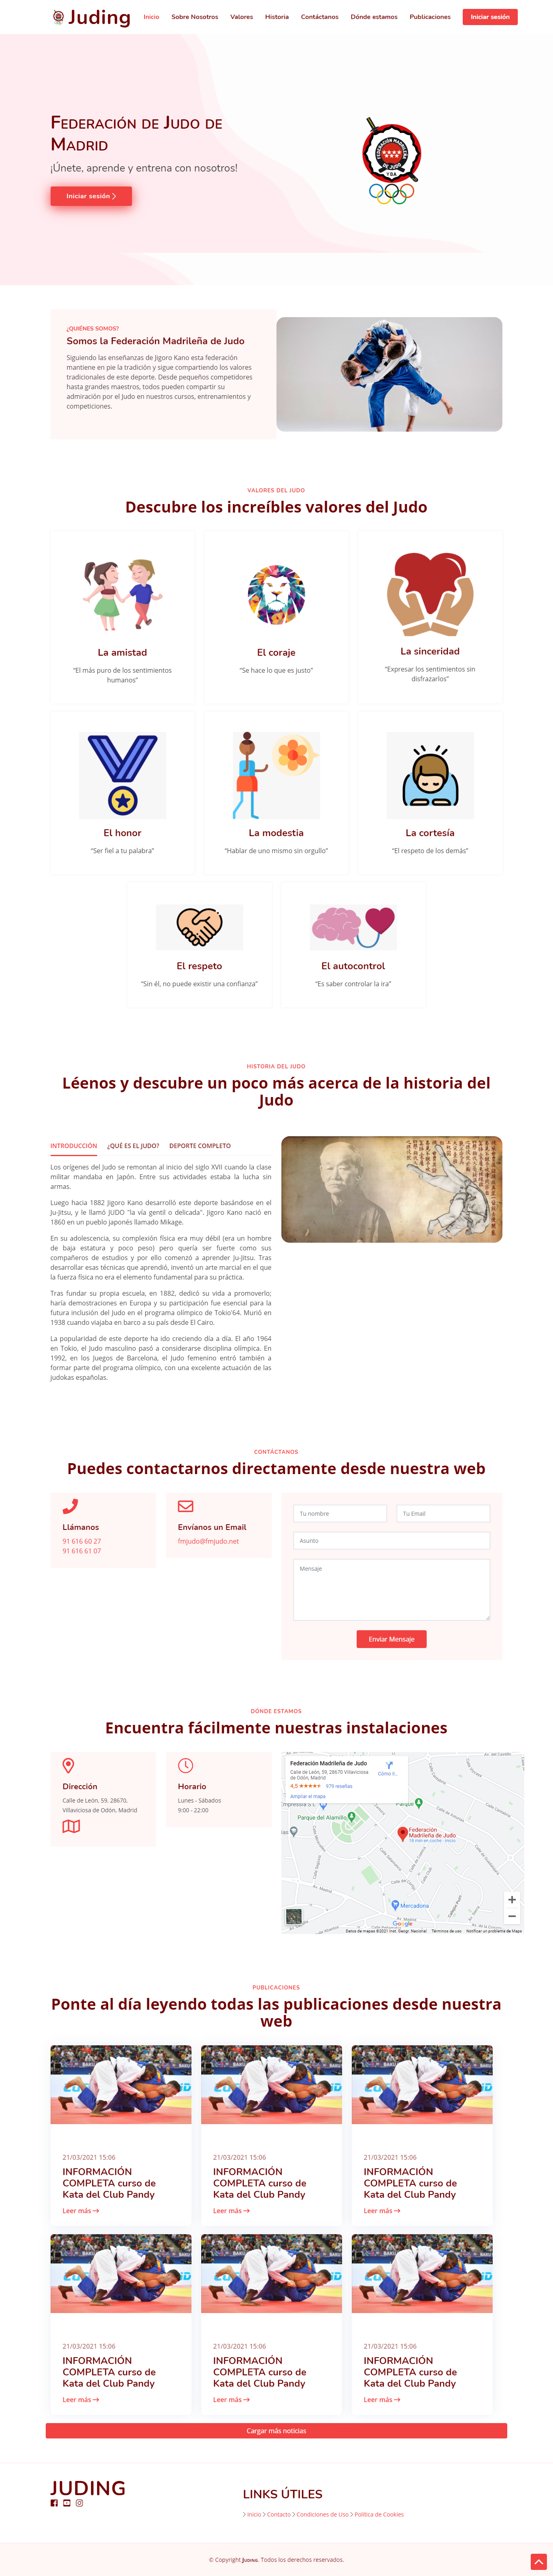 Juding
Inicio
Sobre Nosotros
Valores
Historia
Contáctanos
Dónde estamos
Publicaciones
Iniciar sesión
Federación de Judo de
Madrid
¡Únete, aprende y entrena con nosotros!
Iniciar sesión
¿QUIÉNES SOMOS?
Somos la Federación Madrileña de Judo
Siguiendo las enseñanzas de Jigoro Kano esta federación
mantiene en pie la tradición y sigue compartiendo los valores
tradicionales de este deporte. Desde pequeños competidores
hasta grandes maestros, todos pueden compartir su
admiración por el Judo en nuestros cursos, entrenamientos y
competiciones.
VALORES DEL JUDO
Descubre los increíbles valores del Judo
La amistad
"El más puro de los sentimientos
humanos"
El coraje
"Se hace lo que es justo"
La sinceridad
"Expresar los sentimientos sin
disfrazarlos"
El honor
"Ser fiel a tu palabra"
La modestia
"Hablar de uno mismo sin orgullo"
La cortesía
"El respeto de los demás"
El respeto
"Sin él, no puede existir una confianza"
El autocontrol
"Es saber controlar la ira"
HISTORIA DEL JUDO
Léenos y descubre un poco más acerca de la historia del
Judo
INTRODUCCIÓN
¿QUÉ ES EL JUDO?
DEPORTE COMPLETO
Los orígenes del Judo se remontan al inicio del siglo XVII cuando la clase
militar mandaba en Japón. Entre sus actividades estaba la lucha sin
armas.
Luego hacia 1882 Jigoro Kano desarrolló este deporte basándose en el
Ju-Jitsu, y le llamó JUDO "la vía gentil o delicada". Jigoro Kano nació en
1860 en un pueblo japonés llamado Mikage.
En su adolescencia, su complexión física era muy débil (era un hombre
de baja estatura y poco peso) pero quería ser fuerte como sus
compañeros de estudios y por ello comenzó a aprender Ju-Jitsu. Tras
desarrollar esas técnicas que aprendió, inventó un arte marcial en el que
la fuerza física no era el elemento fundamental para su práctica.
Tras fundar su propia escuela, en 1882, dedicó su vida a promoverlo;
haría demostraciones en Europa y su participación fue esencial para la
futura inclusión del Judo en el programa olímpico de Tokio'64. Murió en
1938 cuando viajaba en barco a su país desde El Cairo.
La popularidad de este deporte ha ido creciendo día a día. El año 1964
en Tokio, el Judo masculino pasó a considerarse disciplina olímpica. En
1992, en los Juegos de Barcelona, el Judo femenino entró también a
formar parte del programa olímpico, con una excelente actuación de las
judokas españolas.
CONTÁCTANOS
Puedes contactarnos directamente desde nuestra web
Llámanos
91 616 60 27
91 616 61 07
Envíanos un Email
fmjudo@fmjudo.net
Tu nombre
Tu Email
Asunto
Mensaje
Enviar Mensaje
DÓNDE ESTAMOS
Encuentra fácilmente nuestras instalaciones
Dirección
Calle de León, 59, 28670,
Villaviciosa de Odón, Madrid
Horario
Lunes - Sábados
9:00 - 22:00
Federación Madrileña de Judo
Calle de León, 59, 28670 Villaviciosa
de Odón, Madrid
4,5
979 reseñas
Ampliar el mapa
Cómo ll...
Parque del Alamillo
Parque
Federación
Madrileña de Judo
Mercadona
Google
Datos de mapas ©2021 Inst. Geogr. Nacional
Términos de uso
Notificar un problema de Maps
PUBLICACIONES
Ponte al día leyendo todas las publicaciones desde nuestra
web
21/03/2021 15:06
INFORMACIÓN
COMPLETA curso de
Kata del Club Pandy
Leer más
21/03/2021 15:06
INFORMACIÓN
COMPLETA curso de
Kata del Club Pandy
Leer más
21/03/2021 15:06
INFORMACIÓN
COMPLETA curso de
Kata del Club Pandy
Leer más
21/03/2021 15:06
INFORMACIÓN
COMPLETA curso de
Kata del Club Pandy
Leer más
21/03/2021 15:06
INFORMACIÓN
COMPLETA curso de
Kata del Club Pandy
Leer más
21/03/2021 15:06
INFORMACIÓN
COMPLETA curso de
Kata del Club Pandy
Leer más
Cargar más noticias
JUDING
LINKS ÚTILES
Inicio
Contacto
Condiciones de Uso
Política de Cookies
© Copyright Juding. Todos los derechos reservados.